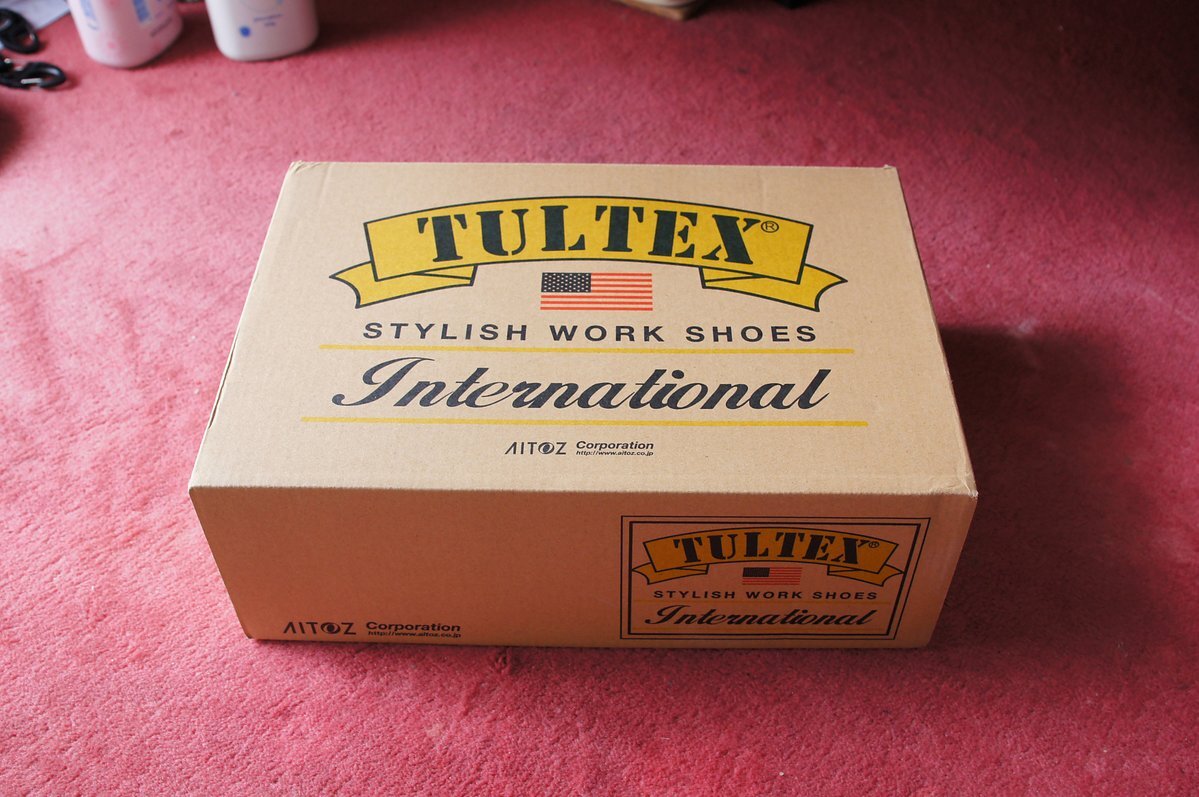 TULTEX®
STYLISH WORK SHOES
International
AITOZ Corporation
http://www.aitoz.co.jp
TULTEX®
STYLISH WORK SHOES
International
AITOZ Corporation
http://www.aitoz.co.jp